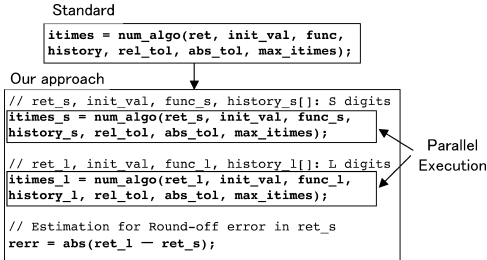 Standard
itimes = num_algo(ret, init_val, func,
history, rel_tol, abs_tol, max_itimes);
Our approach
// ret_s, init_val, func_s, history_s[]: S digits
itimes_s = num_algo(ret_s, init_val, func_s,
history_s, rel_tol, abs_tol, max_itimes);
Parallel
Execution
// ret_l, init_val, func_l, history_l[]: L digits
itimes_l = num_algo(ret_l, init_val, func_l,
history_l, rel_tol, abs_tol, max_itimes);
// Estimation for Round-off error in ret_s
rerr = abs(ret_l — ret_s);